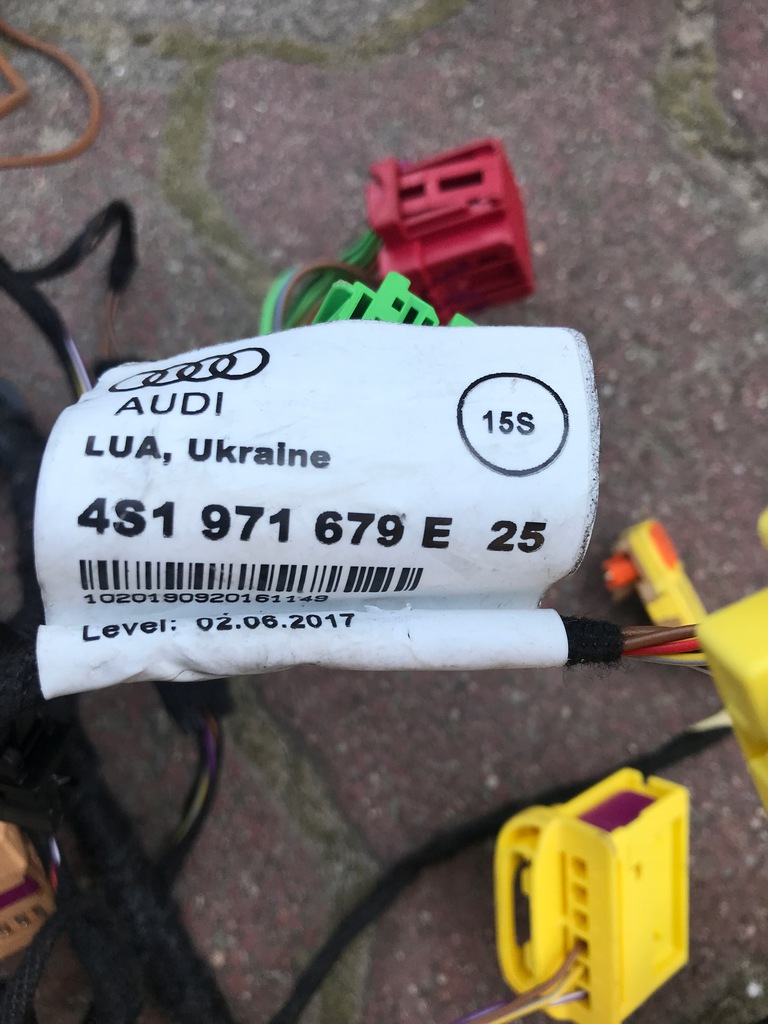 AUDI
15S
LUA, Ukraine
4S1 971 679 E 25
1020190920161149
Level: 02.06.2017